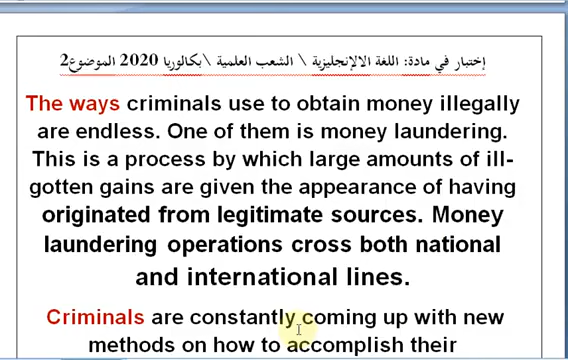 إختبار في مادة: اللغة الالإنجليزية \ الشعب العلمية \بكالوريا 2020 الموضوع2
The ways criminals use to obtain money illegally
are endless. One of them is money laundering.
This is a process by which large amounts of ill-
gotten gains are given the appearance of having
originated from legitimate sources. Money
laundering operations cross both national
and international lines.
Criminals are constantly coming up with new
methods on how to accomplish their